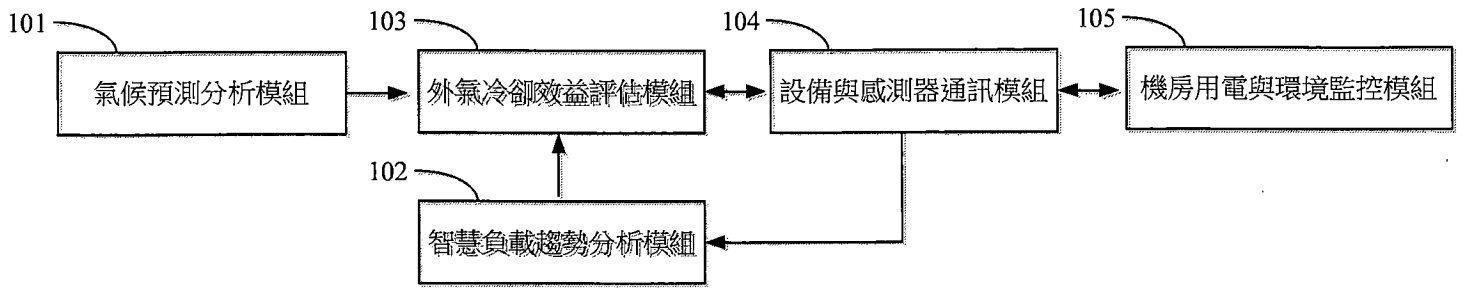 101
氣候預測分析模組
103
外氣冷卻效益評估模組
104
設備與感測器通訊模組
105
機房用電與環境監控模組
102
智慧負載趨勢分析模組